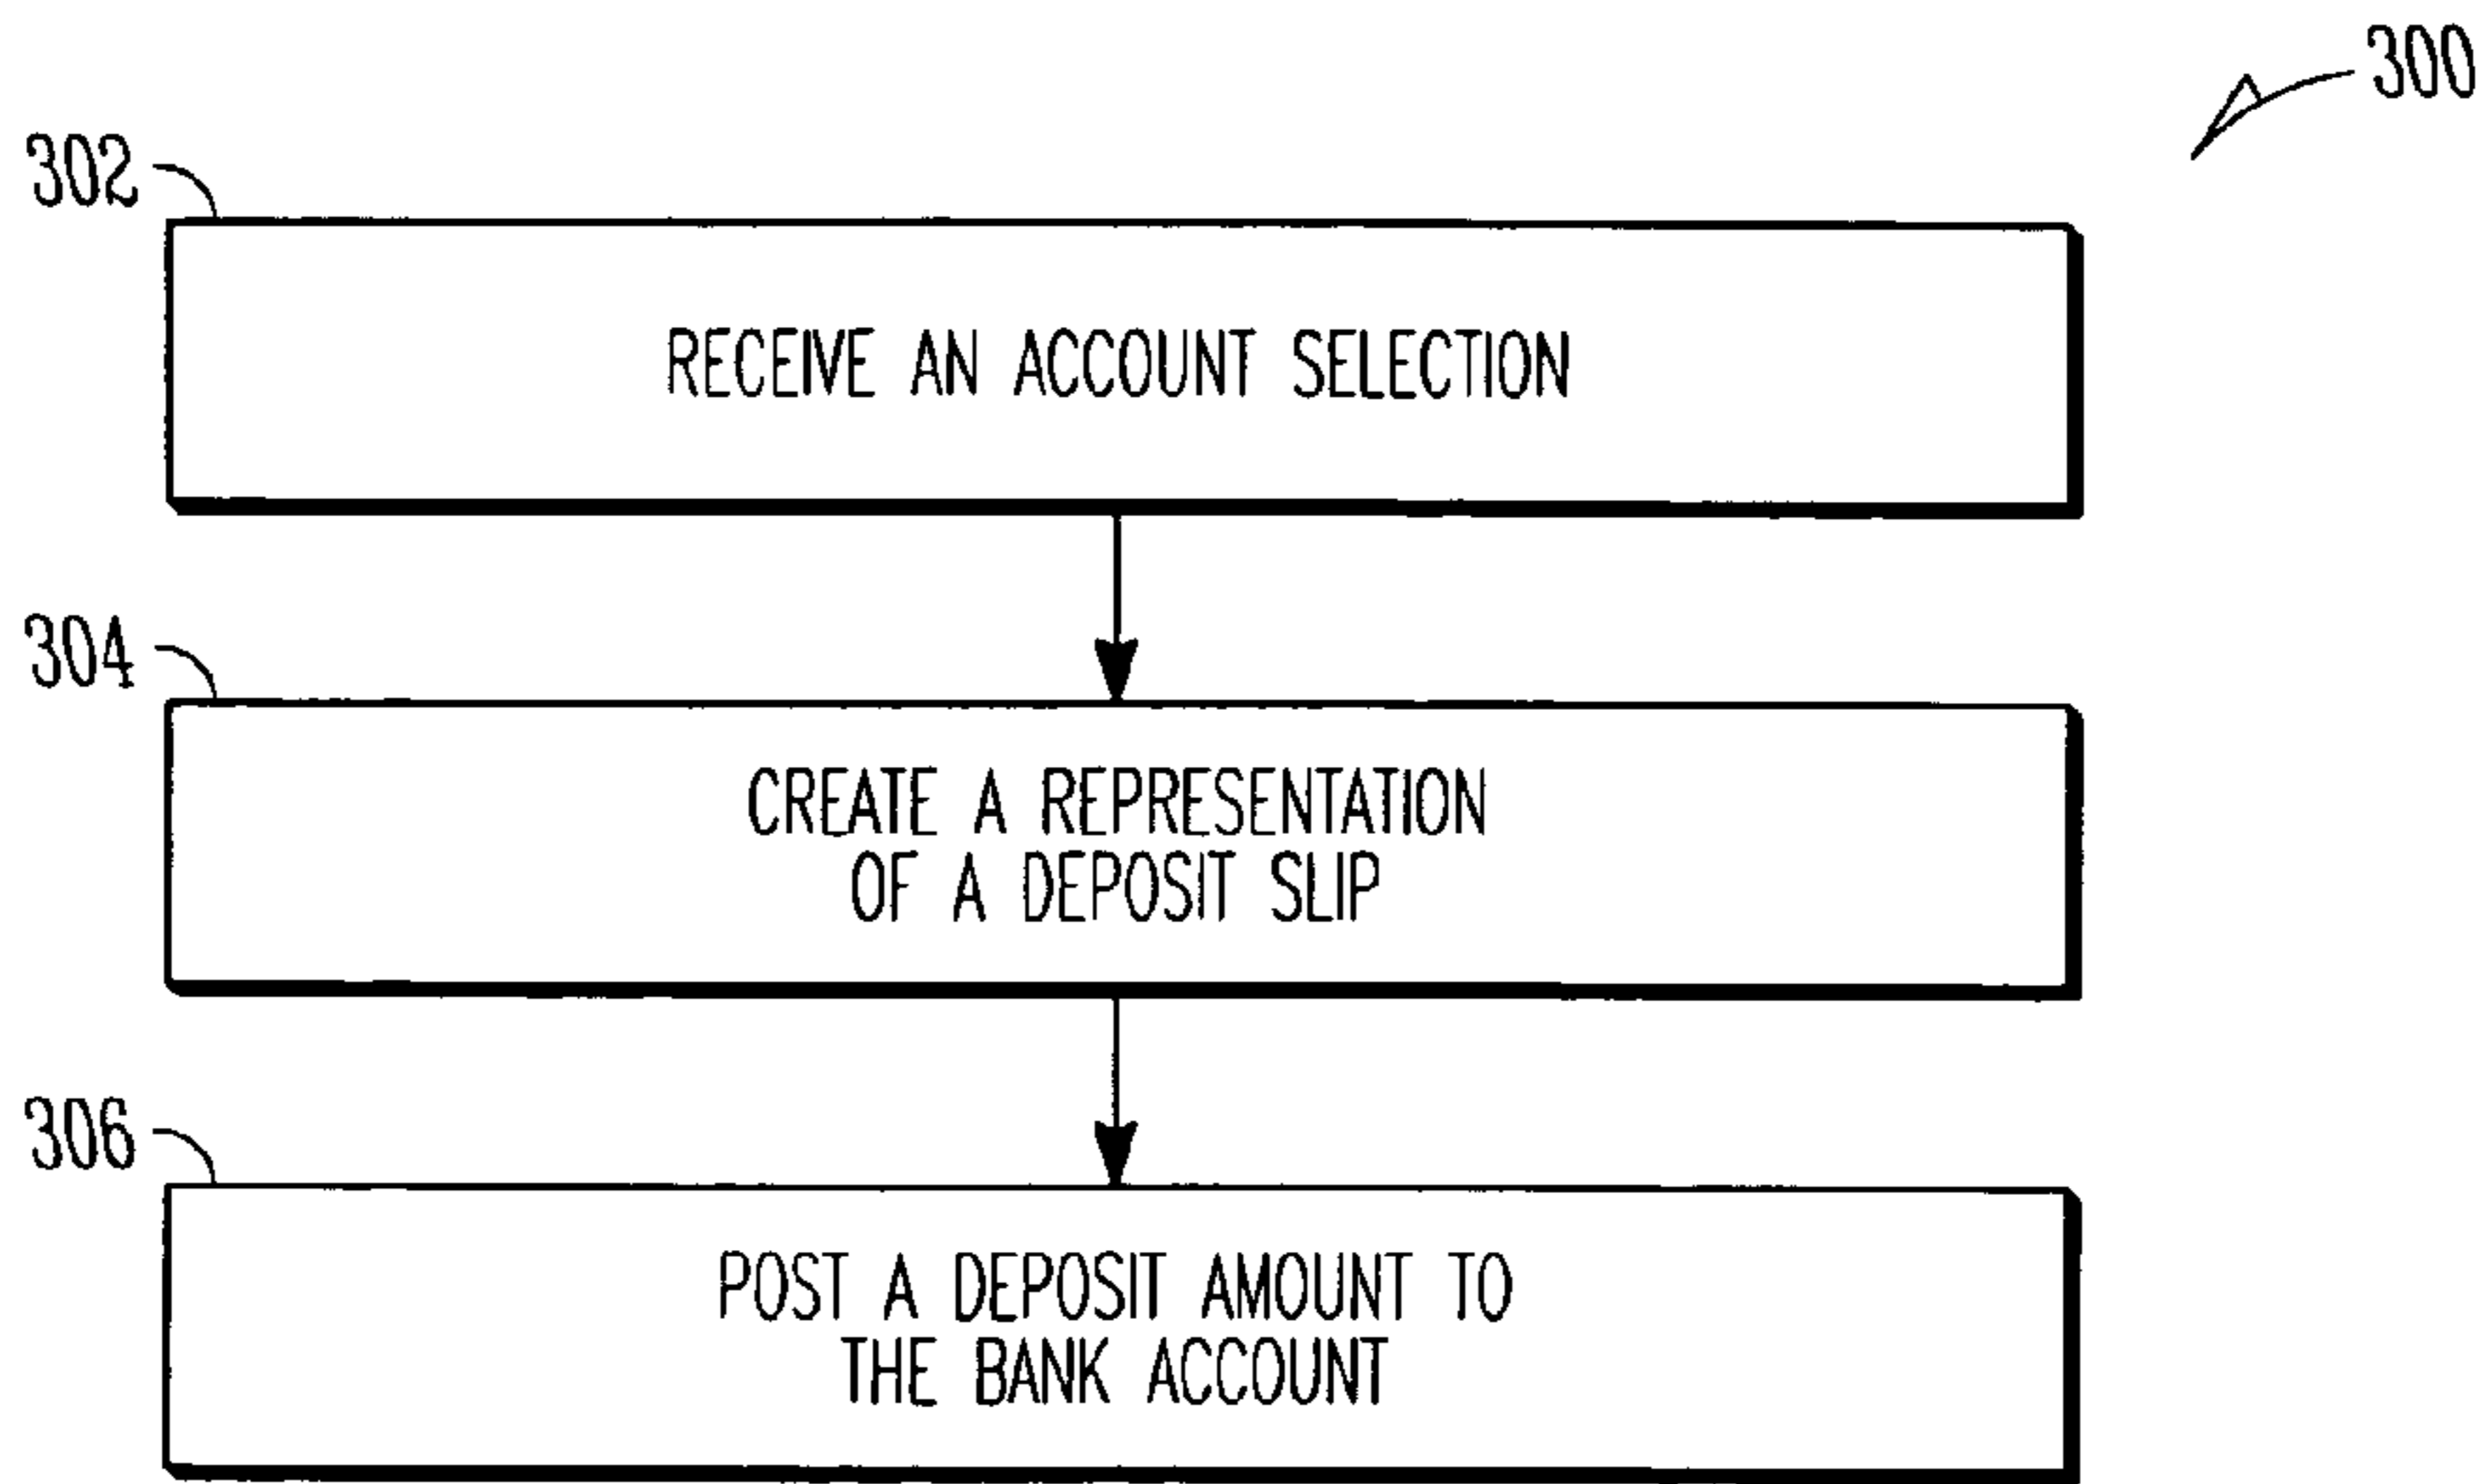 300
302
RECEIVE AN ACCOUNT SELECTION
304
CREATE A REPRESENTATION
OF A DEPOSIT SLIP
306
POST A DEPOSIT AMOUNT TO
THE BANK ACCOUNT